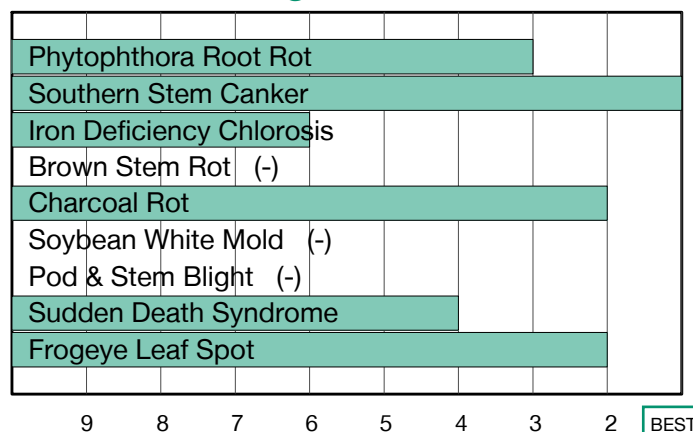 Phytophthora Root Rot
Southern Stem Canker
Iron Deficiency Chlorosis
Brown Stem Rot (-)
Charcoal Rot
Soybean White Mold (-)
Pod & Stem Blight (-)
Sudden Death Syndrome
Frogeye Leaf Spot
9 8 7 6 5 4 3 2 BEST